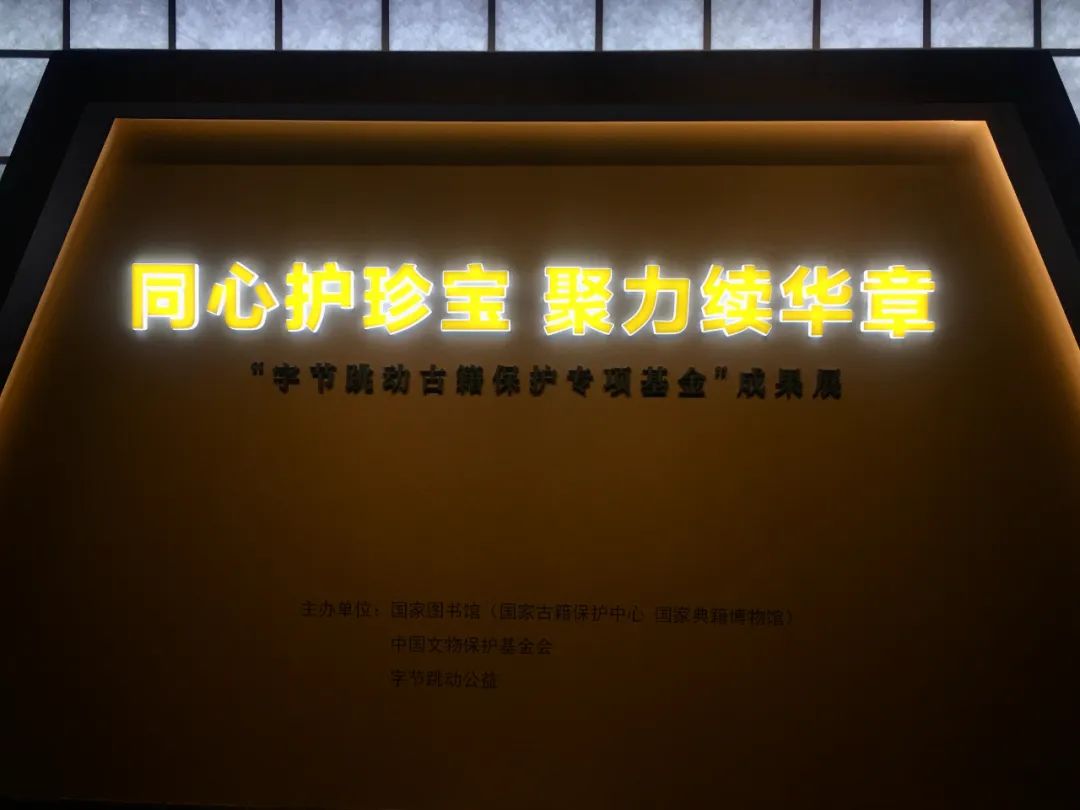 同心护珍宝 聚力续华章
“字节跳动古籍保护专项基金”成果展
主办单位：国家图书馆（国家古籍保护中心 国家典籍博物馆）
中国文物保护基金会
字节跳动公益